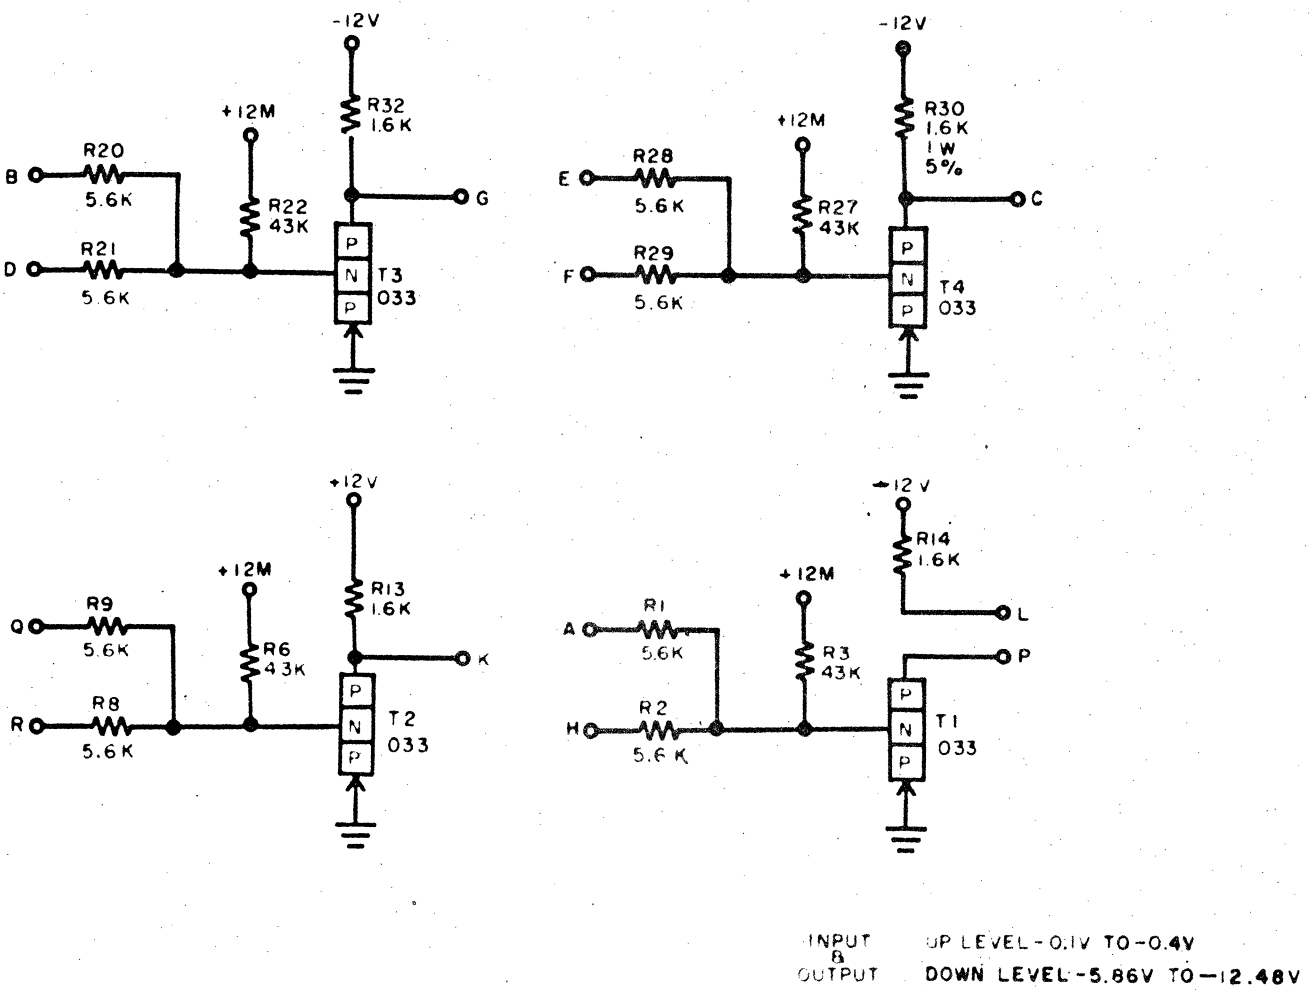 -12V
+12M
R32
1.6K
B
R20
5.6K
R22
43K
G
D
R21
5.6K
P
N
P
T3
033
-12V
+12M
R30
1.6K
1W
5%
E
R28
5.6K
R27
43K
C
F
R29
5.6K
P
N
P
T4
033
+12V
+12M
R13
1.6K
Q
R9
5.6K
R6
43K
K
R
R8
5.6K
P
N
P
T2
033
12V
+12M
R14
1.6K
L
A
R1
5.6K
R3
43K
P
H
R2
5.6K
P
N
P
T1
033
INPUT UP LEVEL-0.1V TO-0.4V
&
OUTPUT DOWN LEVEL-5.86V TO-12.48V